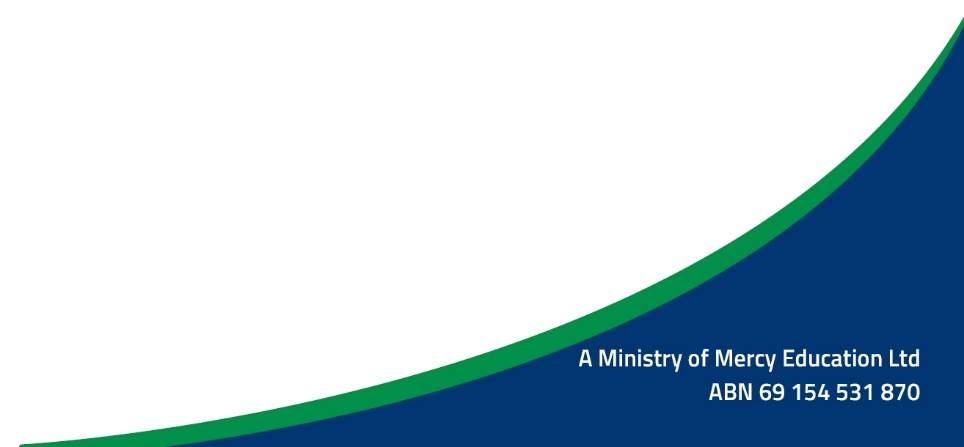 A Ministry of Mercy Education Ltd
ABN 69 154 531 870